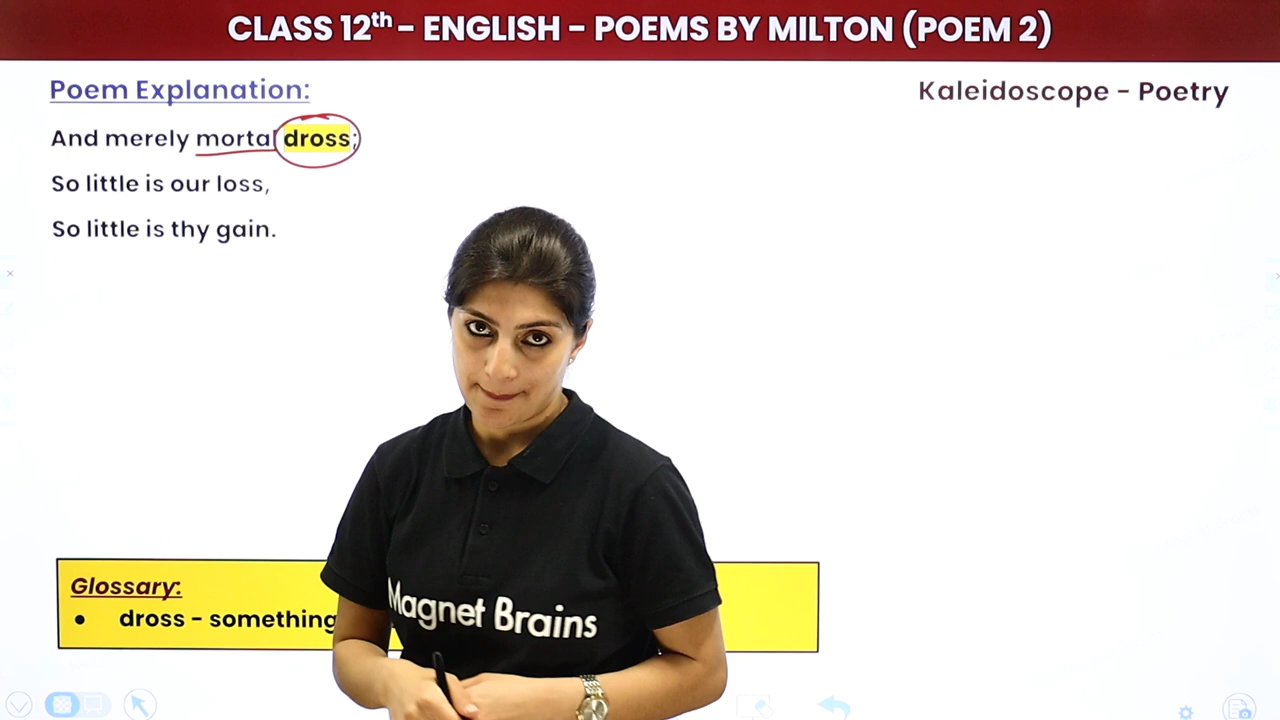 CLASS 12th - ENGLISH - POEMS BY MILTON (POEM 2)
Poem Explanation:
Kaleidoscope - Poetry
And merely mortal dross;
So little is our loss,
So little is thy gain.
Glossary:
• dross - something
Magnet Brains